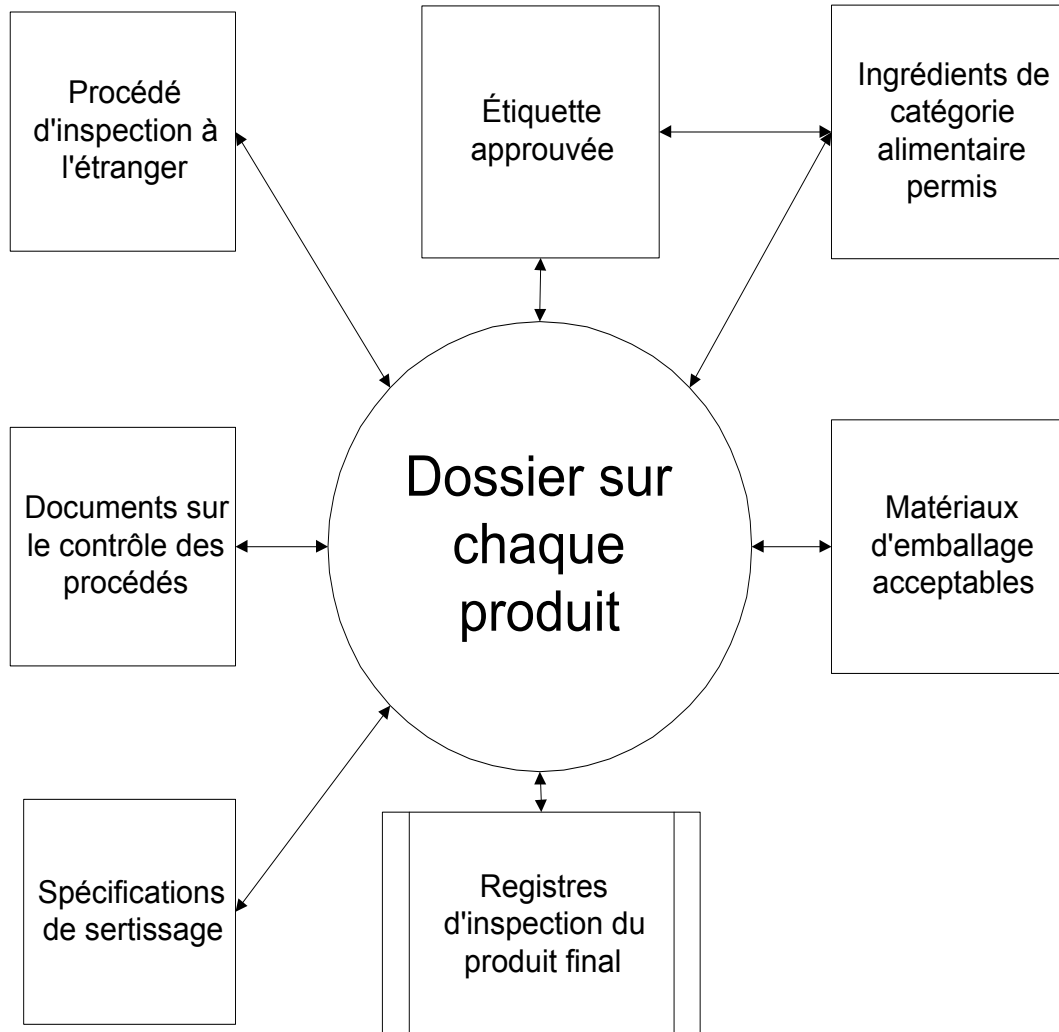 Procédé
d'inspection à
l'étranger
Étiquette
approuvée
Ingrédients de
catégorie
alimentaire
permis
Dossier sur
chaque
produit
Documents sur
le contrôle des
procédés
Matériaux
d'emballage
acceptables
Spécifications
de sertissage
Registres
d'inspection du
produit final